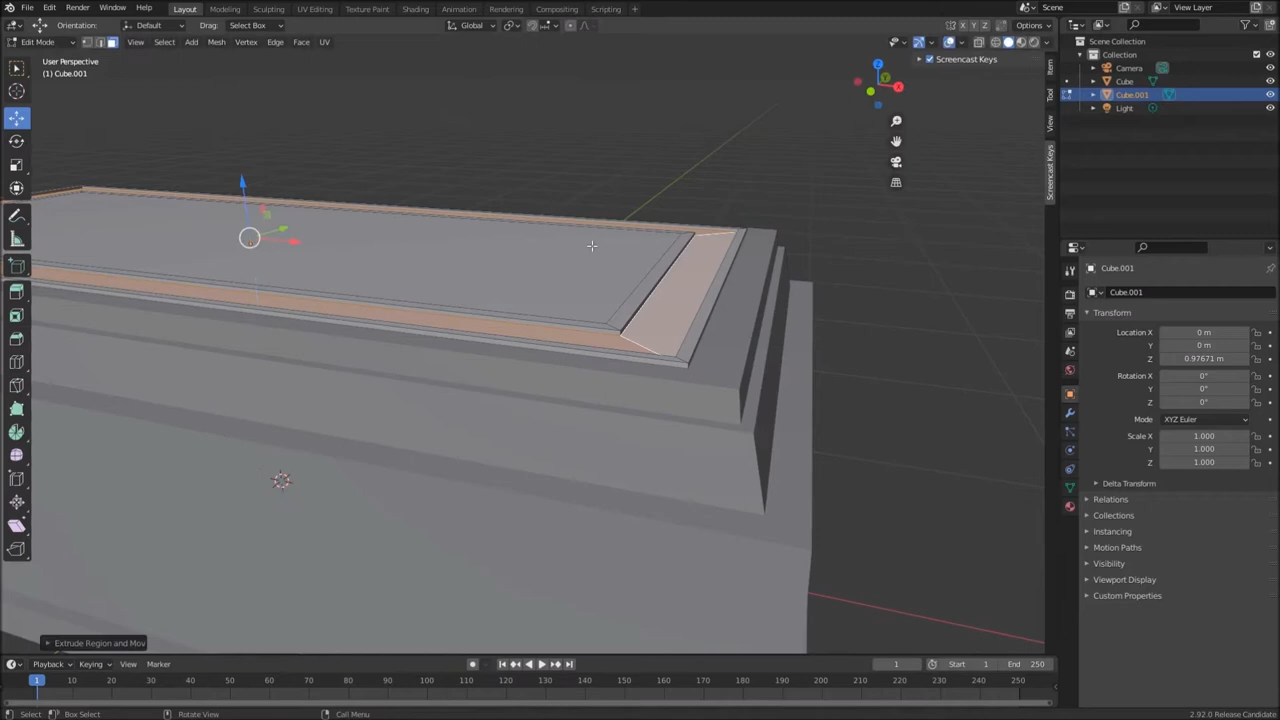 File Edit Render Window Help Layout Modeling Sculpting UV Editing Texture Paint Shading Animation Rendering Compositing Scripting + Scene View Layer
Orientation: Default Drag: Select Box Global X Y Z Options
Edit Mode View Select Add Mesh Vertex Edge Face UV
User Perspective
(1) Cube.001
Screencast Keys
Z
Y
X
Item
Tool
View
Screencast Keys
Scene Collection
Collection
Camera
Cube
Cube.001
Light
Cube.001
Cube.001
Transform
Location X 0 m
Y 0 m
Z 0.97671 m
Rotation X 0°
Y 0°
Z 0°
Mode XYZ Euler
Scale X 1.000
Y 1.000
Z 1.000
Delta Transform
Relations
Collections
Instancing
Motion Paths
Visibility
Viewport Display
Custom Properties
Extrude Region and Mov
Playback Keying View Marker 1 Start 1 End 250
1 10 20 30 40 50 60 70 80 90 100 110 120 130 140 150 160 170 180 190 200 210 220 230 240 250
Select Box Select Rotate View Call Menu 2.92.0 Release Candidate